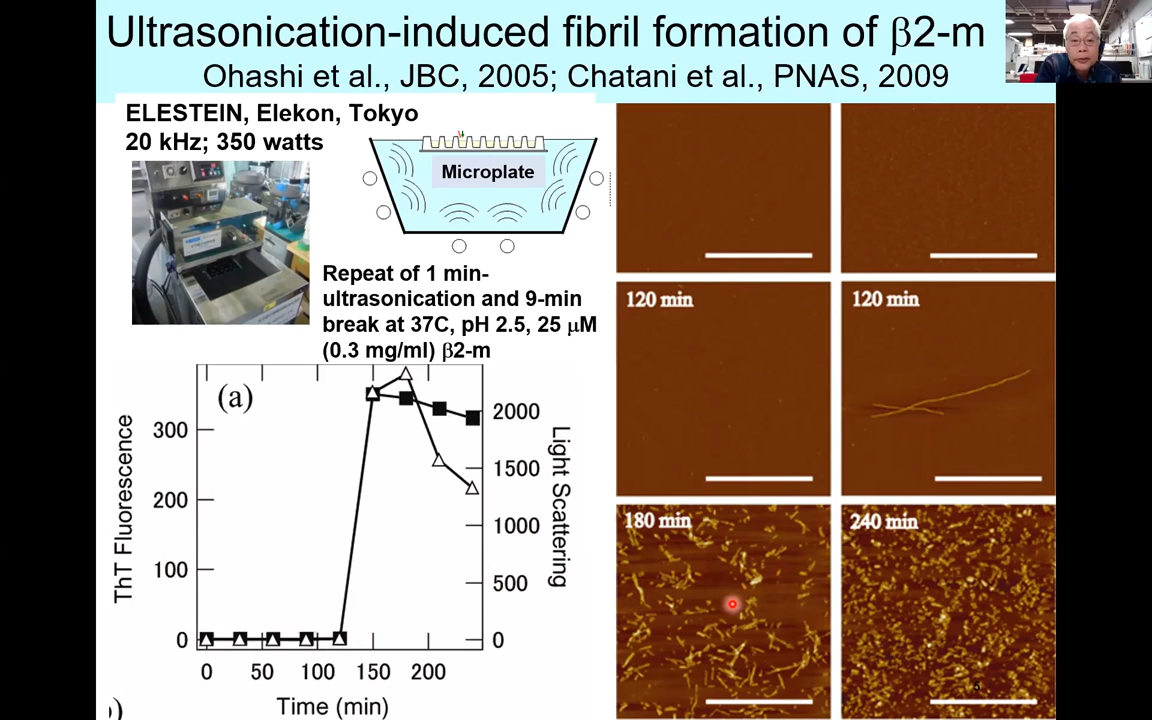 Ultrasonication-induced fibril formation of β2-m
Ohashi et al., JBC, 2005; Chatani et al., PNAS, 2009
ELESTEIN, Elekon, Tokyo
20 kHz; 350 watts
Microplate
Repeat of 1 min-
ultrasonication and 9-min
break at 37C, pH 2.5, 25 μM
(0.3 mg/ml) β2-m
(a)
ThT Fluorescence
300
200
100
0
Light Scattering
2000
1500
1000
500
0
0 50 100 150 200
Time (min)
)
120 min
120 min
180 min
240 min
5